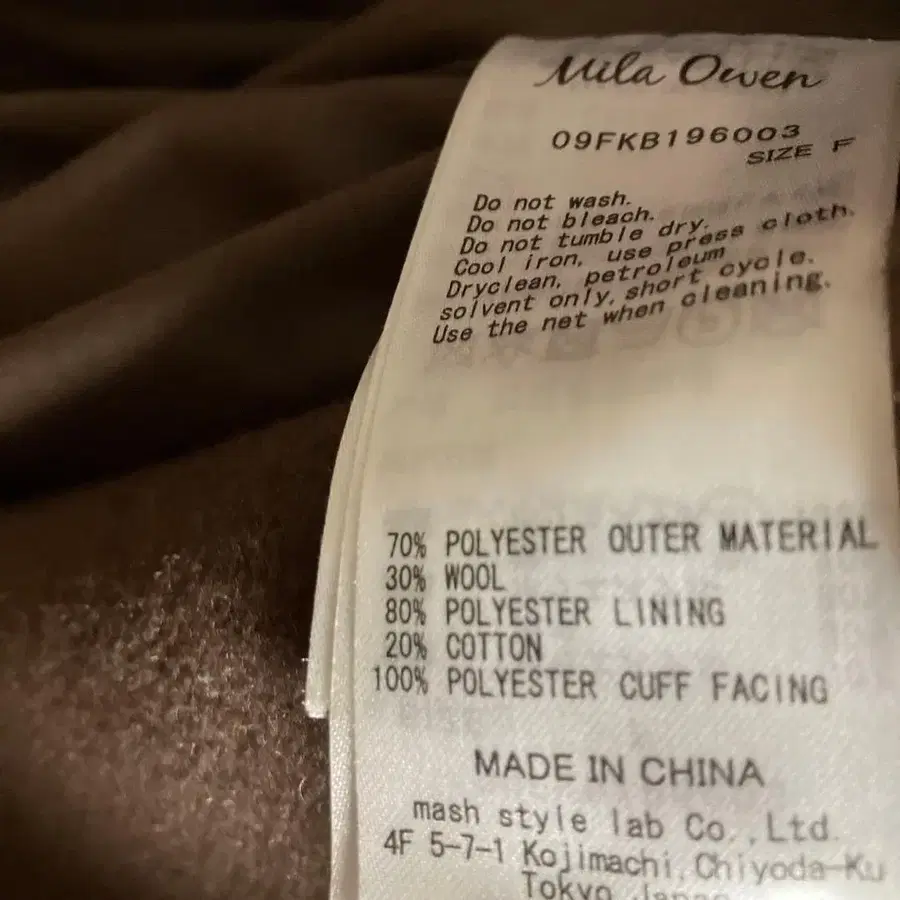 Mila Owen
09FKB196003
SIZE F
Do not wash.
Do not bleach.
Do not tumble dry.
Cool iron, use press cloth.
Dryclean, petroleum
solvent only, short cycle.
Use the net when cleaning.
70% POLYESTER OUTER MATERIAL
30% WOOL
80% POLYESTER LINING
20% COTTON
100% POLYESTER CUFF FACING
MADE IN CHINA
mash style lab Co.,Ltd.
4F 5-7-1 Kojimachi,Chiyoda-Ku
Tokyo Japan